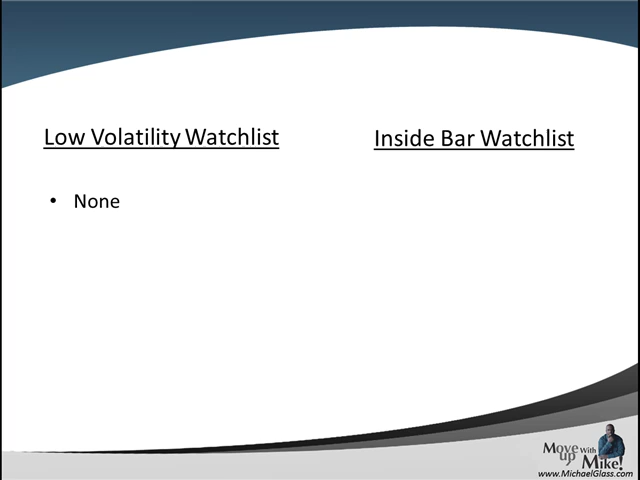 Low Volatility Watchlist
Inside Bar Watchlist
• None
Move up With Mike!
www.MichaelGlass.com